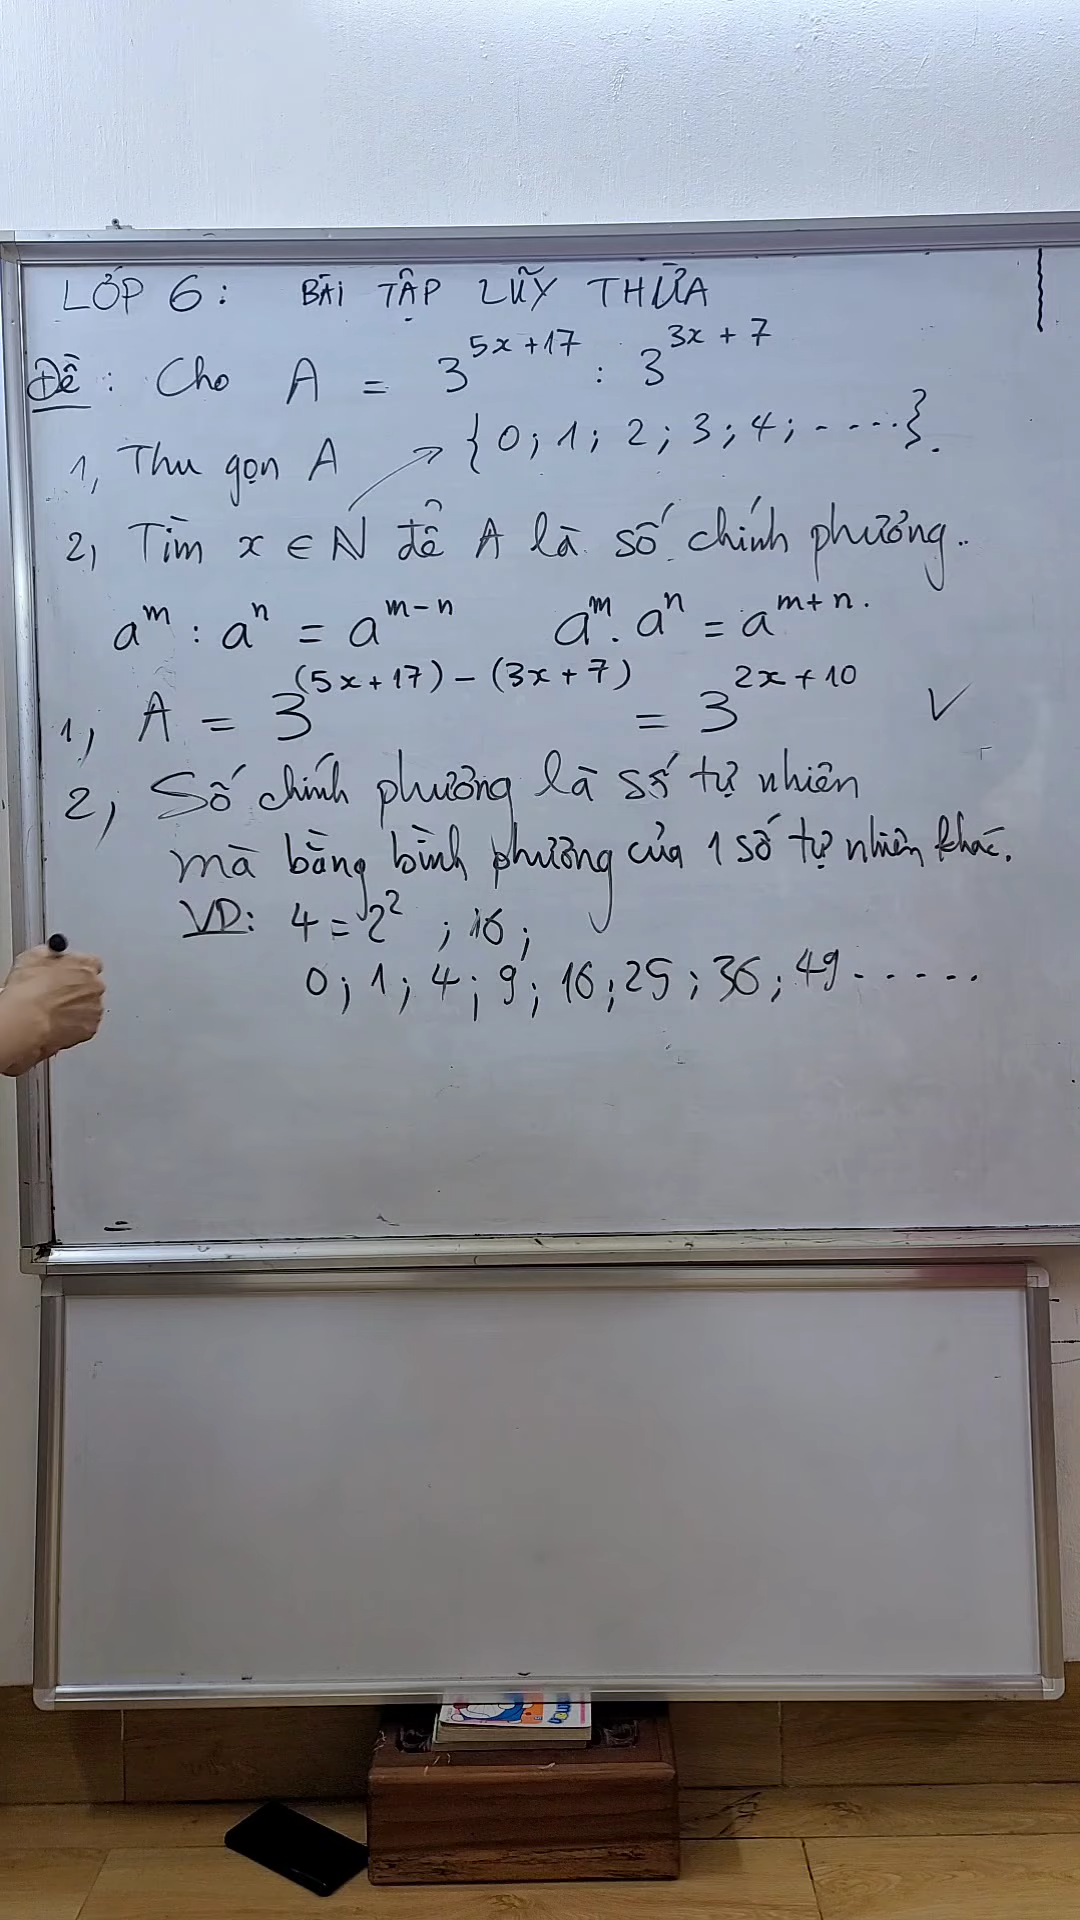 LỚP 6: BÀI TẬP LŨY THỪA
Đề: Cho A = 3^{5x+17} : 3^{3x+7}
1, Thu gọn A
{0; 1; 2; 3; 4; .....}.
2, Tìm x ∈ N để A là số chính phương.
a^m : a^n = a^{m-n} a^m . a^n = a^{m+n}.
1, A = 3^{(5x+17)-(3x+7)} = 3^{2x+10} ✓
2, Số chính phương là số tự nhiên
mà bằng bình phương của 1 số tự nhiên khác.
VD: 4 = 2^2 ; 16;
0; 1; 4; 9; 16; 25; 36; 49 ......